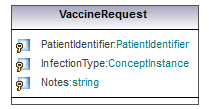 VaccineRequest
PatientIdentifier:PatientIdentifier
InfectionType:ConceptInstance
Notes:string